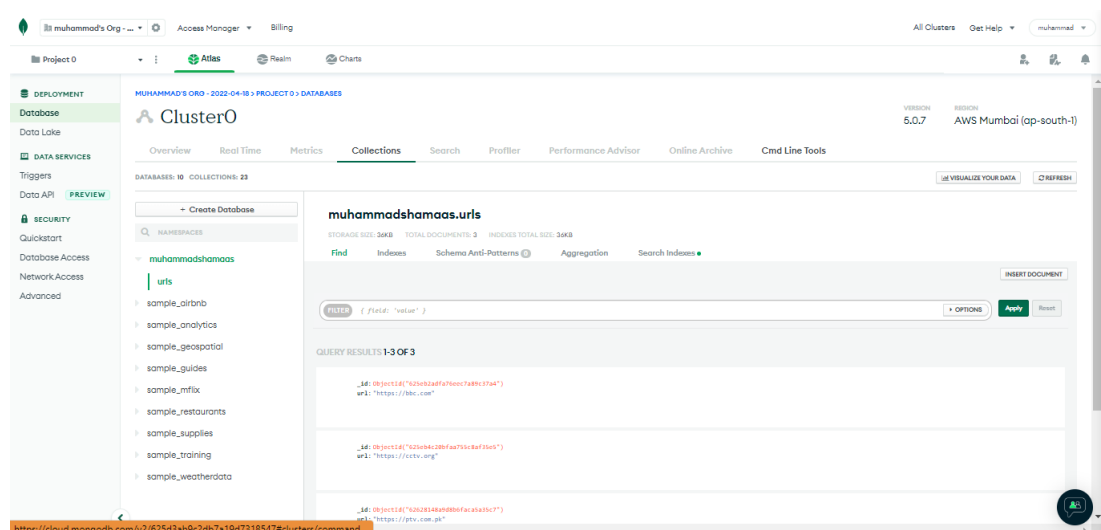 muhammad's Org - ...
Access Manager
Billing
All Clusters
Get Help
muhammad
Project 0
Atlas
Realm
Charts
DEPLOYMENT
Database
Data Lake
DATA SERVICES
Triggers
Data API PREVIEW
SECURITY
Quickstart
Database Access
Network Access
Advanced
MUHAMMAD'S ORG - 2022-04-18 > PROJECT 0 > DATABASES
Cluster0
VERSION
5.0.7
REGION
AWS Mumbai (ap-south-1)
Overview Real Time Metrics Collections Search Profiler Performance Advisor Online Archive Cmd Line Tools
DATABASES: 10 COLLECTIONS: 23
VISUALIZE YOUR DATA
REFRESH
+ Create Database
NAMESPACES
muhammadshamaas
urls
sample_airbnb
sample_analytics
sample_geospatial
sample_guides
sample_mflix
sample_restaurants
sample_supplies
sample_training
sample_weatherdata
muhammadshamaas.urls
STORAGE SIZE: 36KB TOTAL DOCUMENTS: 3 INDEXES TOTAL SIZE: 36KB
Find Indexes Schema Anti-Patterns 0 Aggregation Search Indexes
INSERT DOCUMENT
FILTER { field: 'value' }
OPTIONS
Apply
Reset
QUERY RESULTS 1-3 OF 3
_id: ObjectId("625eb2adfa76eec7a89c37a4")
url: "https://bbc.com"
_id: ObjectId("625eb4c28bfaa755c8af35e5")
url: "https://cctv.org"
_id: ObjectId("62628148a9d8b6faca5a35c7")
url: "https://ptv.com.pk"